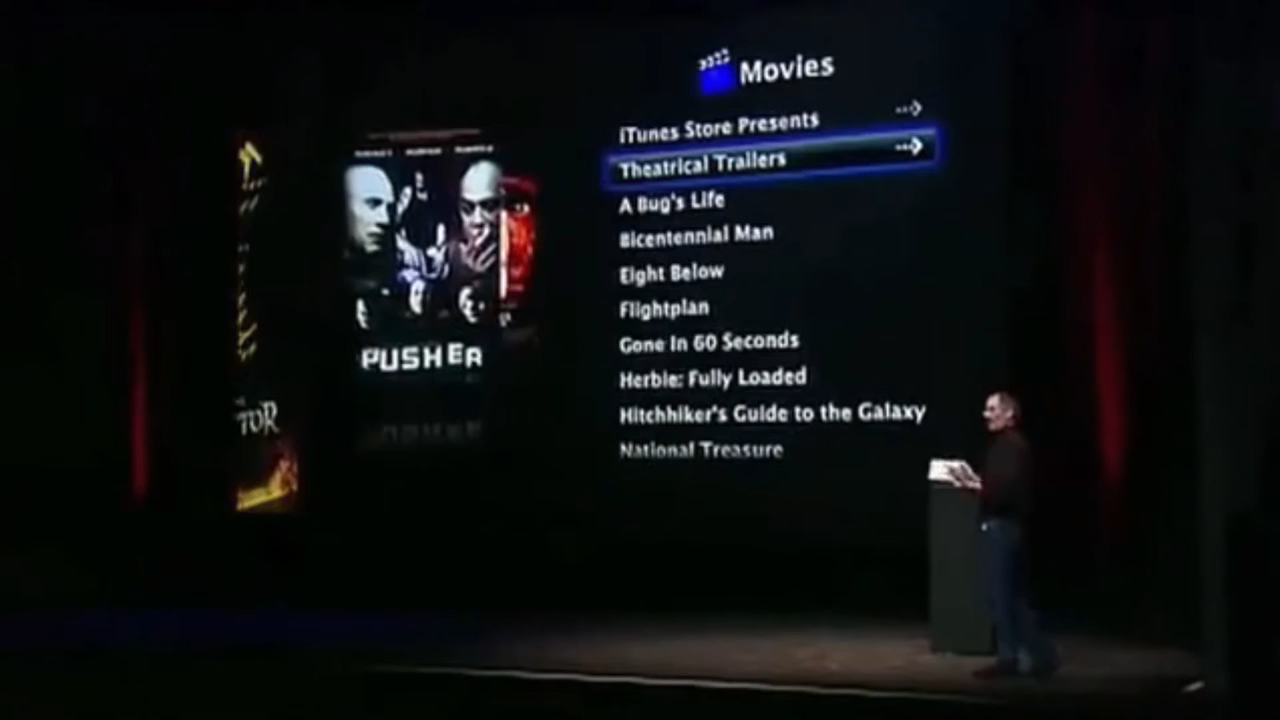 Movies
iTunes Store Presents
Theatrical Trailers
A Bug's Life
Bicentennial Man
Eight Below
Flightplan
Gone In 60 Seconds
Herbie: Fully Loaded
Hitchhiker's Guide to the Galaxy
National Treasure
PUSHER
TOR